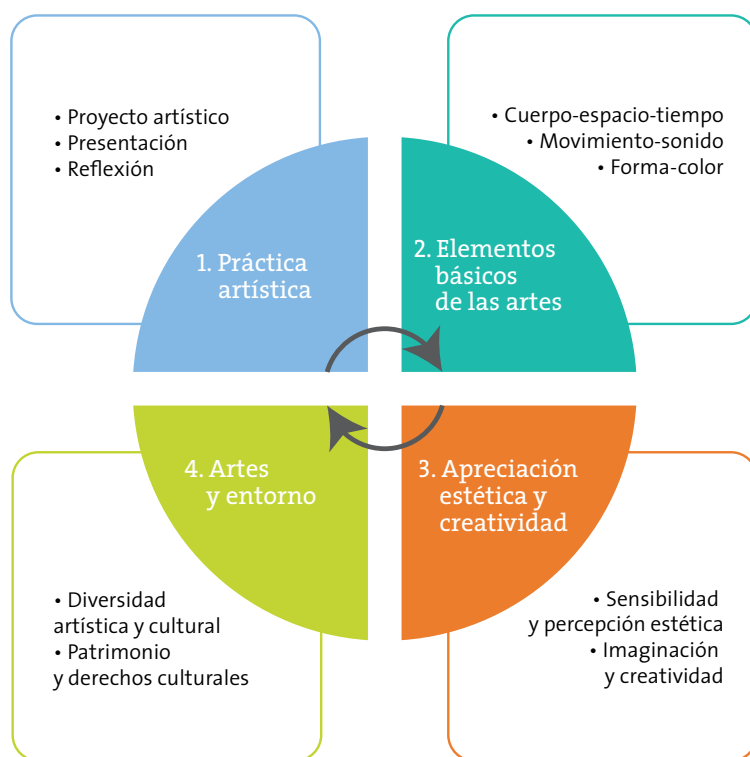 • Proyecto artístico
• Presentación
• Reflexión
1. Práctica
artística
• Cuerpo-espacio-tiempo
• Movimiento-sonido
• Forma-color
2. Elementos
básicos
de las artes
3. Apreciación
estética y
creatividad
• Sensibilidad
y percepción estética
• Imaginación
y creatividad
4. Artes
y entorno
• Diversidad
artística y cultural
• Patrimonio
y derechos culturales